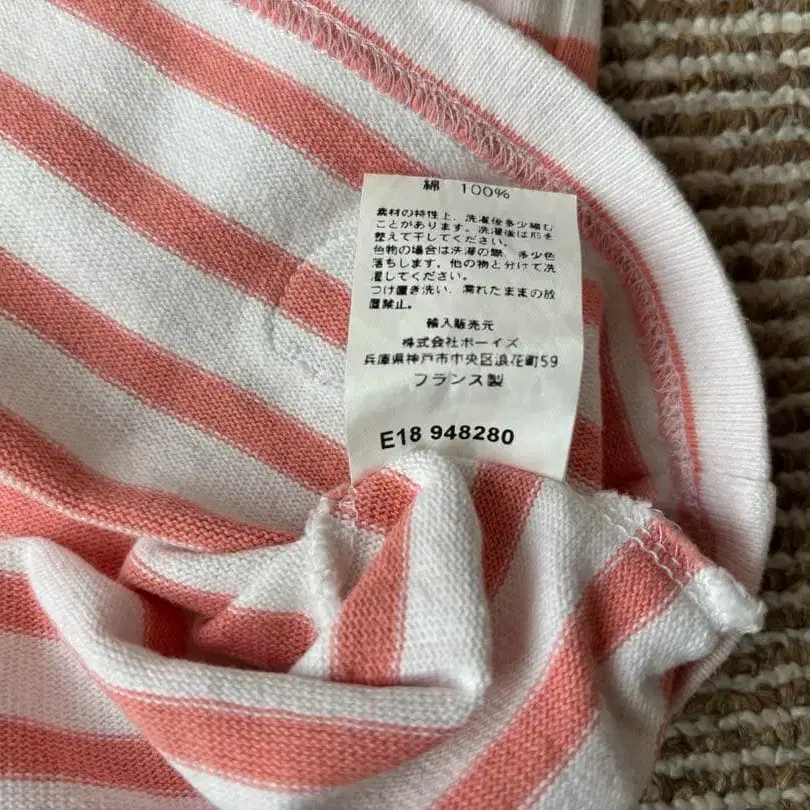 綿 100%
素材の特性上、洗濯後多少縮む
ことがあります。洗濯後は形を
整えて干してください。
色物の場合は洗濯の際、多少色
落ちします。他の物と分けて洗
濯してください。
つけ置き洗い、濡れたままの放
置禁止。
輸入販売元
株式会社ボーイズ
兵庫県神戸市中央区浪花町59
フランス製
E18 948280